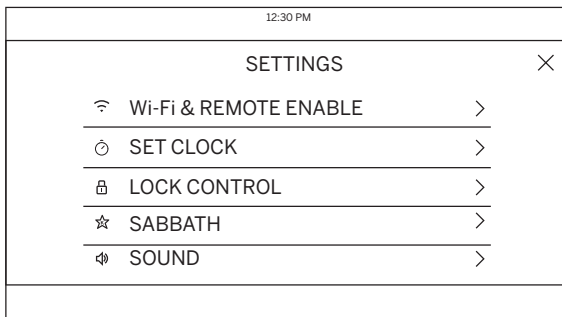 12:30 PM
SETTINGS
Wi-Fi & REMOTE ENABLE
SET CLOCK
LOCK CONTROL
SABBATH
SOUND